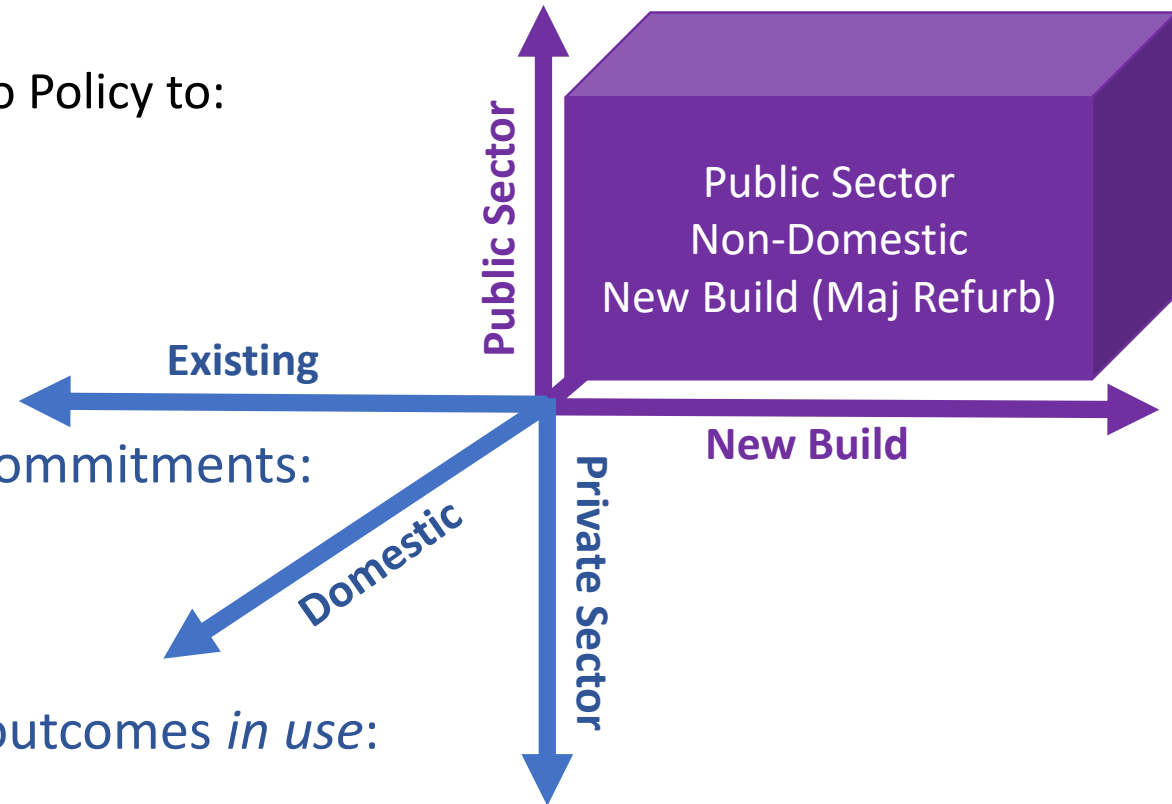 o Policy to:
Public Sector
Public Sector
Non-Domestic
New Build (Maj Refurb)
Existing
New Build
ommitments:
Domestic
Private Sector
outcomes in use: